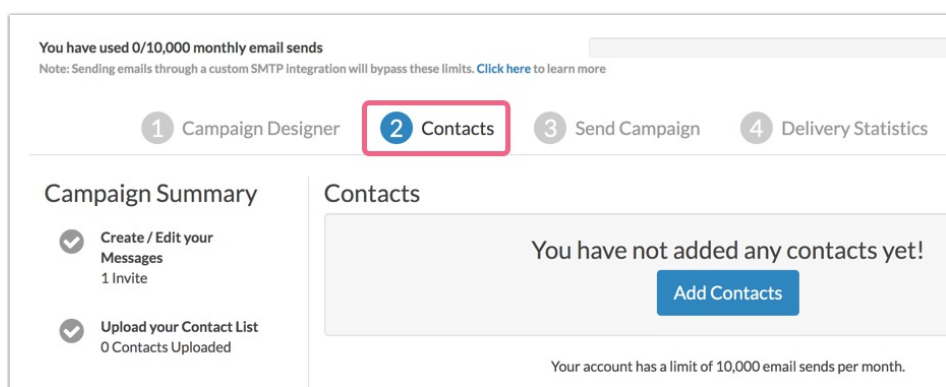 You have used 0/10,000 monthly email sends
Note: Sending emails through a custom SMTP integration will bypass these limits. Click here to learn more
1 Campaign Designer 2 Contacts 3 Send Campaign 4 Delivery Statistics
Campaign Summary
Create / Edit your
Messages
1 Invite
Upload your Contact List
0 Contacts Uploaded
Contacts
You have not added any contacts yet!
Add Contacts
Your account has a limit of 10,000 email sends per month.